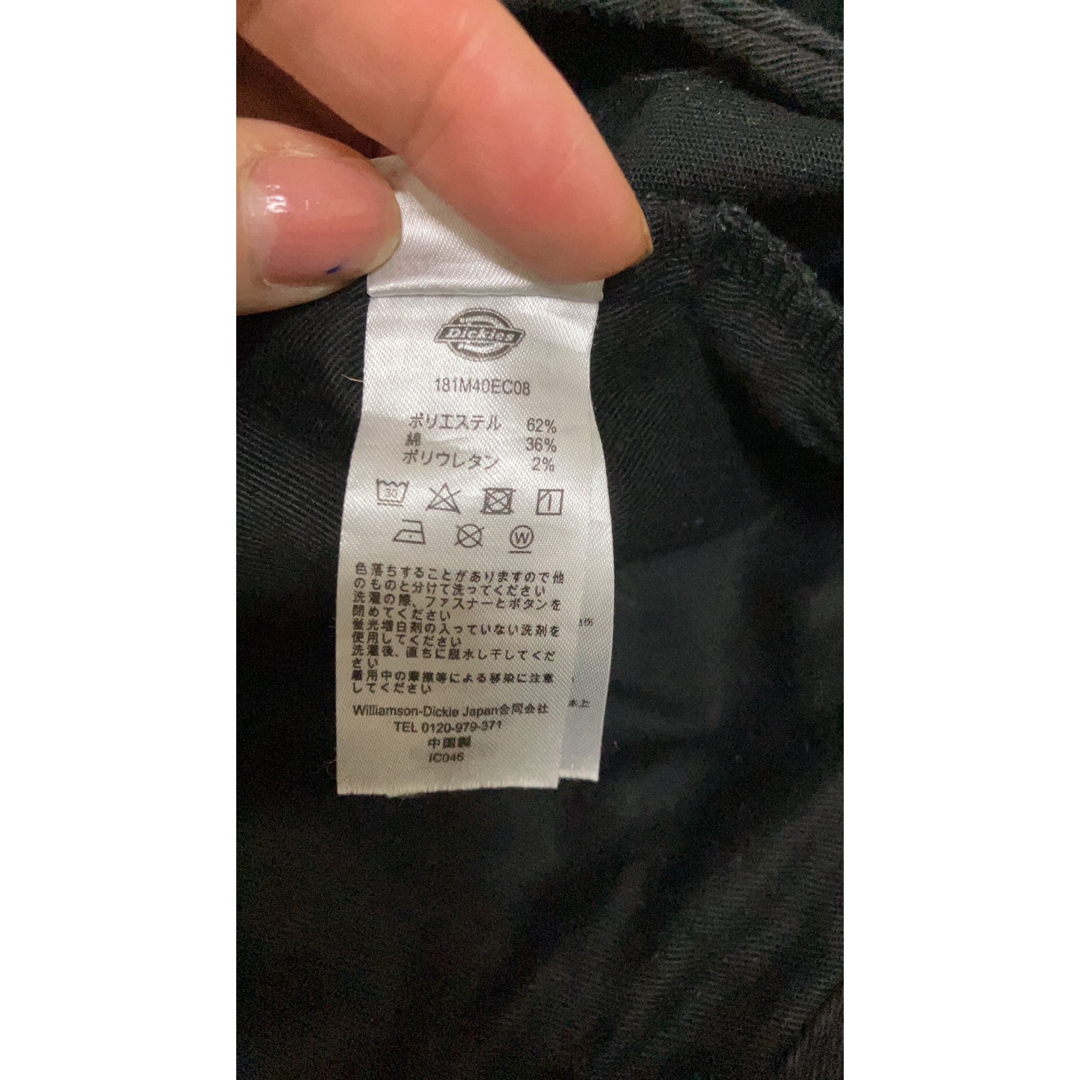 Dickies
181M40EC08
ポリエステル 62%
綿 36%
ポリウレタン 2%
30
W
色落ちすることがありますので他
のものと分けて洗ってください
洗濯の際、ファスナーとボタンを
閉めてください
蛍光増白剤の入っていない洗剤を
使用してください
洗濯後、直ちに脱水し干してくだ
さい
着用中の摩擦等による移染に注意
してください
Williamson-Dickie Japan合同会社
TEL 0120-979-371
中国製
IC046